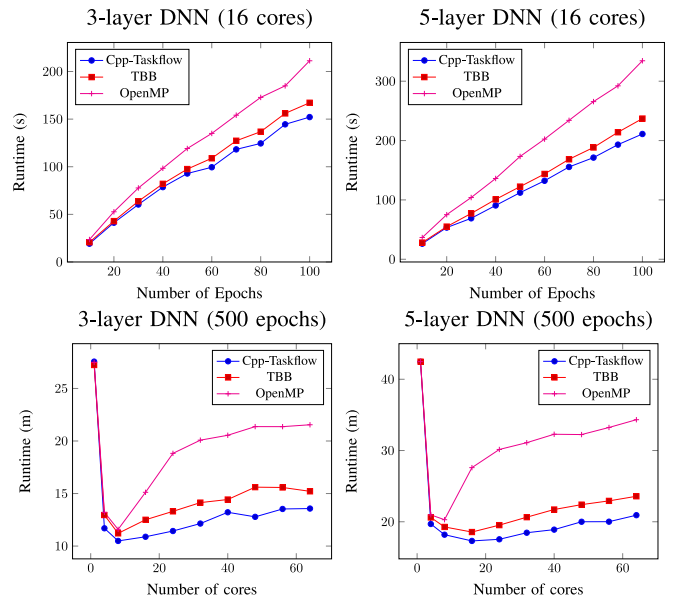 3-layer DNN (16 cores)
5-layer DNN (16 cores)
Cpp-Taskflow
TBB
OpenMP
Runtime (s)
200
150
100
50
0
20
40
60
80
100
Number of Epochs
Cpp-Taskflow
TBB
OpenMP
Runtime (s)
300
200
100
0
20
40
60
80
100
Number of Epochs
3-layer DNN (500 epochs)
5-layer DNN (500 epochs)
Cpp-Taskflow
TBB
OpenMP
Runtime (m)
25
20
15
10
0
20
40
60
Number of cores
Cpp-Taskflow
TBB
OpenMP
Runtime (m)
40
30
20
0
20
40
60
Number of cores